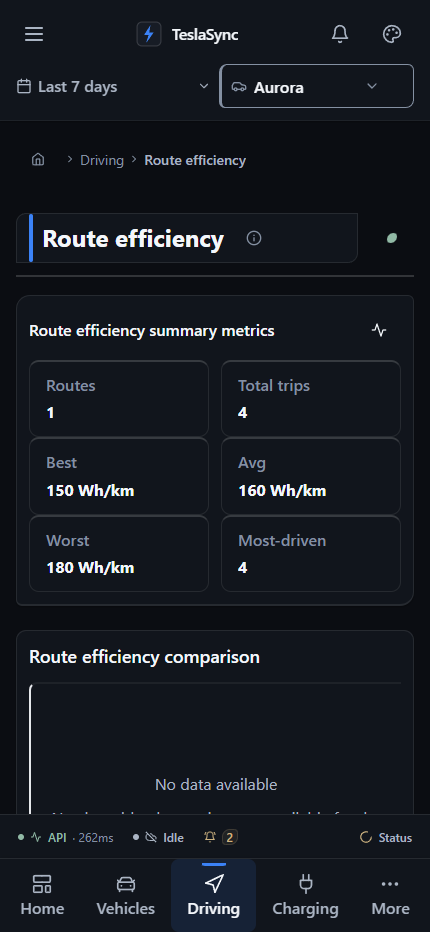 TeslaSync
Last 7 days
Aurora
Driving
Route efficiency
Route efficiency
Route efficiency summary metrics
Routes
Total trips
1
4
Best
Avg
150 Wh/km
160 Wh/km
Worst
Most-driven
180 Wh/km
4
Route efficiency comparison
No data available
API · 262ms
Idle
2
Status
Home
Vehicles
Driving
Charging
More